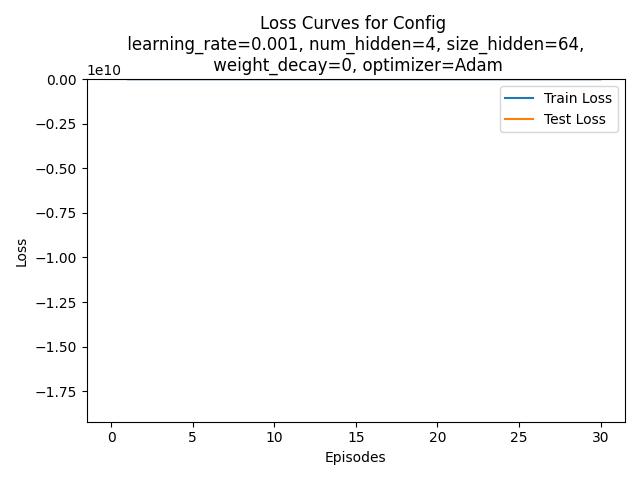 Loss Curves for Config
learning_rate=0.001, num_hidden=4, size_hidden=64,
weight_decay=0, optimizer=Adam
1e10
0.00
−0.25
−0.50
−0.75
−1.00
−1.25
−1.50
−1.75
Loss
Train Loss
Test Loss
0 5 10 15 20 25 30
Episodes